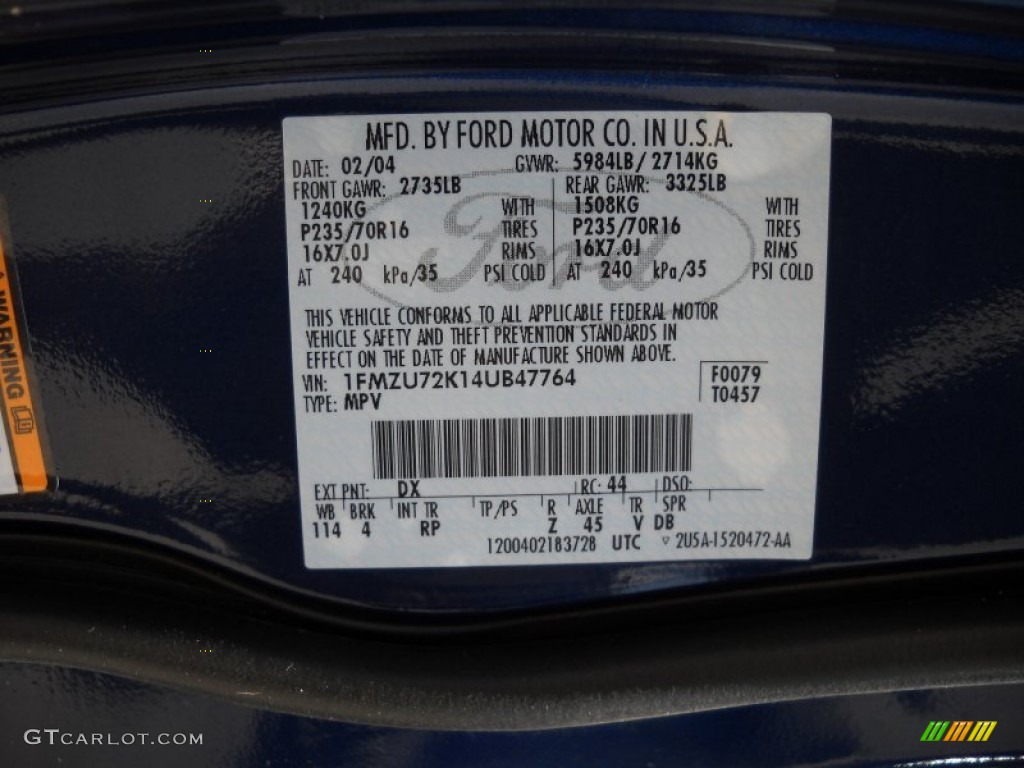 MFD. BY FORD MOTOR CO. IN U.S.A.
DATE: 02/04 GVWR: 5984LB/ 2714KG
FRONT GAWR: 2735LB REAR GAWR: 3325LB
1240KG WITH 1508KG WITH
P235/70R16 TIRES P235/70R16 TIRES
16X7.0J RIMS 16X7.0J RIMS
AT 240 kPa/35 PSI COLD AT 240 kPa/35 PSI COLD
Ford
THIS VEHICLE CONFORMS TO ALL APPLICABLE FEDERAL MOTOR
VEHICLE SAFETY AND THEFT PREVENTION STANDARDS IN
EFFECT ON THE DATE OF MANUFACTURE SHOWN ABOVE.
VIN: 1FMZU72K14UB47764 F0079
TYPE: MPV T0457
EXT PNT: DX RC: 44 DSO:
WB BRK INT TR TP/PS R AXLE TR SPR
114 4 RP Z 45 V DB
1200402183728 UTC ▽ 2U5A-1520472-AA
WARNING
GTCARLOT.COM